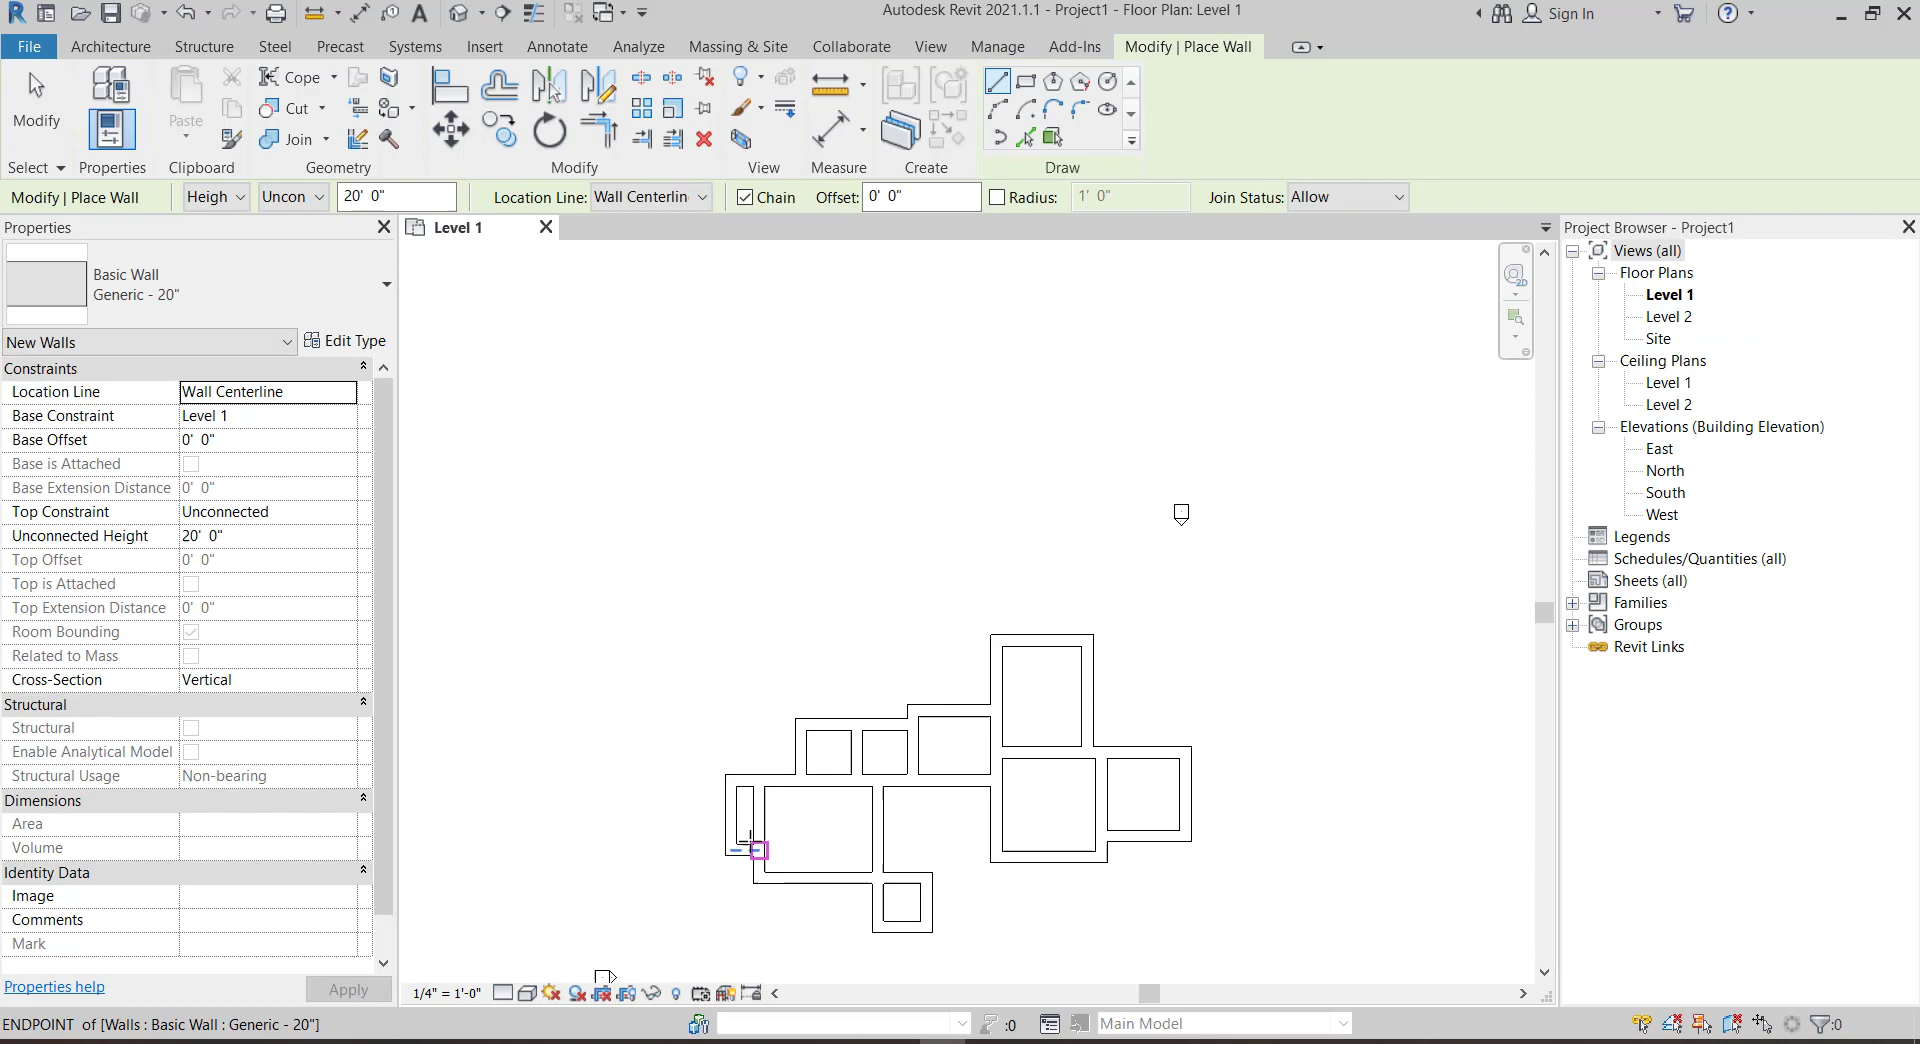 Autodesk Revit 2021.1.1 - Project1 - Floor Plan: Level 1
Sign In
File Architecture Structure Steel Precast Systems Insert Annotate Analyze Massing & Site Collaborate View Manage Add-Ins Modify | Place Wall
Modify
Paste
Cope
Cut
Join
Select Properties Clipboard Geometry Modify View Measure Create Draw
Modify | Place Wall Heigh Uncon 20' 0" Location Line: Wall Centerlin Chain Offset: 0' 0" Radius: 1' 0" Join Status: Allow
Properties
Basic Wall
Generic - 20"
New Walls Edit Type
Constraints
Location Line Wall Centerline
Base Constraint Level 1
Base Offset 0' 0"
Base is Attached
Base Extension Distance 0' 0"
Top Constraint Unconnected
Unconnected Height 20' 0"
Top Offset 0' 0"
Top is Attached
Top Extension Distance 0' 0"
Room Bounding
Related to Mass
Cross-Section Vertical
Structural
Structural
Enable Analytical Model
Structural Usage Non-bearing
Dimensions
Area
Volume
Identity Data
Image
Comments
Mark
Properties help Apply
Level 1
2D
1/4" = 1'-0"
Project Browser - Project1
Views (all)
Floor Plans
Level 1
Level 2
Site
Ceiling Plans
Level 1
Level 2
Elevations (Building Elevation)
East
North
South
West
Legends
Schedules/Quantities (all)
Sheets (all)
Families
Groups
Revit Links
ENDPOINT of [Walls : Basic Wall : Generic - 20"]
:0
Main Model
:0